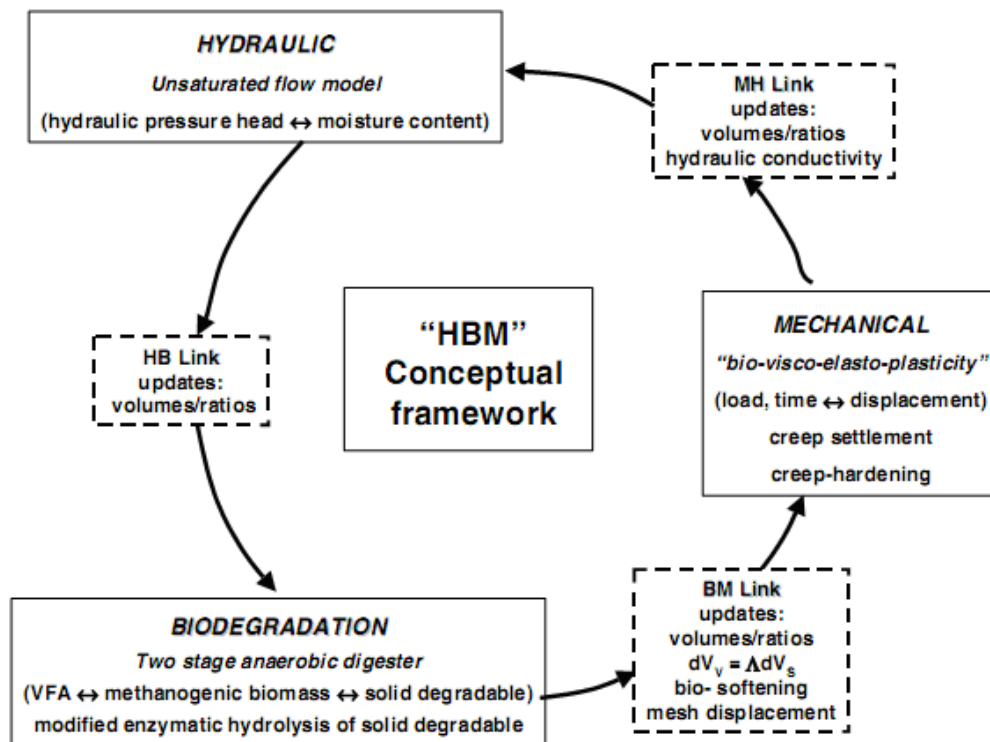 HYDRAULIC
Unsaturated flow model
(hydraulic pressure head ↔ moisture content)
MH Link
updates:
volumes/ratios
hydraulic conductivity
HB Link
updates:
volumes/ratios
“HBM”
Conceptual
framework
MECHANICAL
“bio-visco-elasto-plasticity”
(load, time ↔ displacement)
creep settlement
creep-hardening
BIODEGRADATION
Two stage anaerobic digester
(VFA ↔ methanogenic biomass ↔ solid degradable)
modified enzymatic hydrolysis of solid degradable
BM Link
updates:
volumes/ratios
dVᵥ = ΛdVₛ
bio- softening
mesh displacement